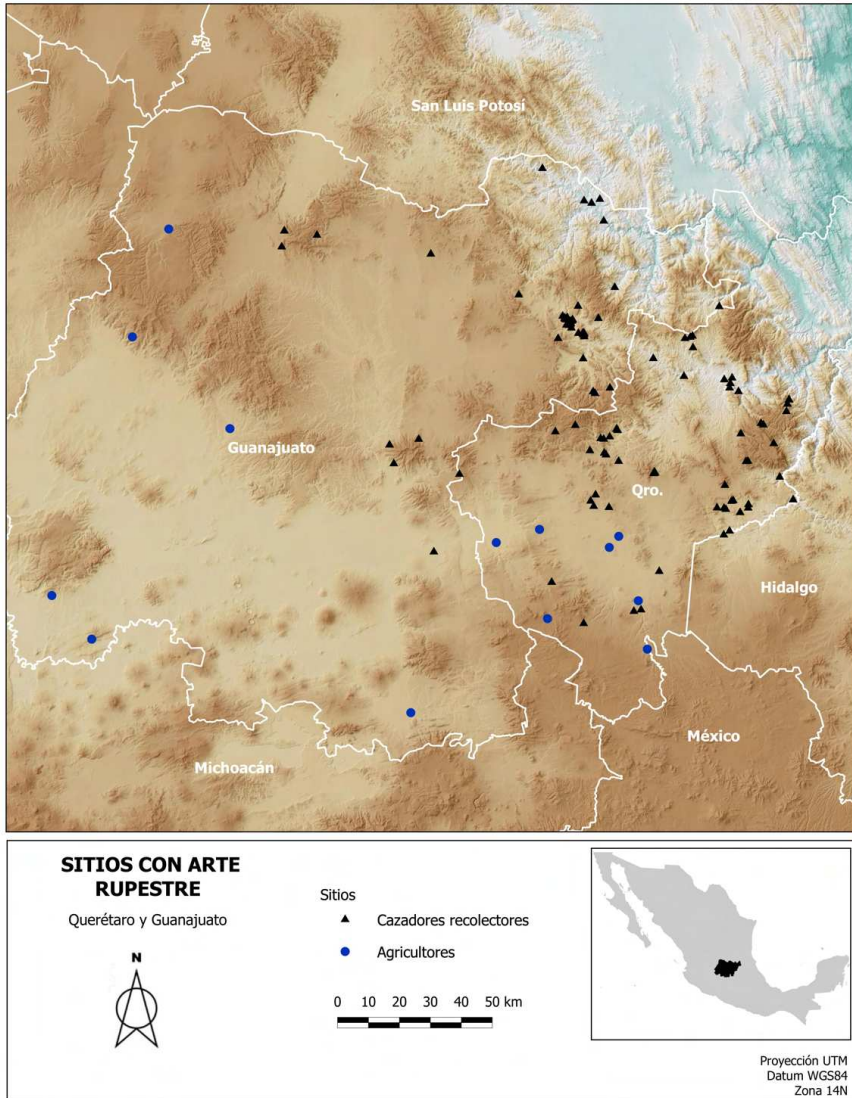 San Luis Potosí
Guanajuato
Qro.
Hidalgo
México
Michoacán
SITIOS CON ARTE
RUPESTRE
Querétaro y Guanajuato
N
Sitios
Cazadores recolectores
Agricultores
0 10 20 30 40 50 km
Proyección UTM
Datum WGS84
Zona 14N